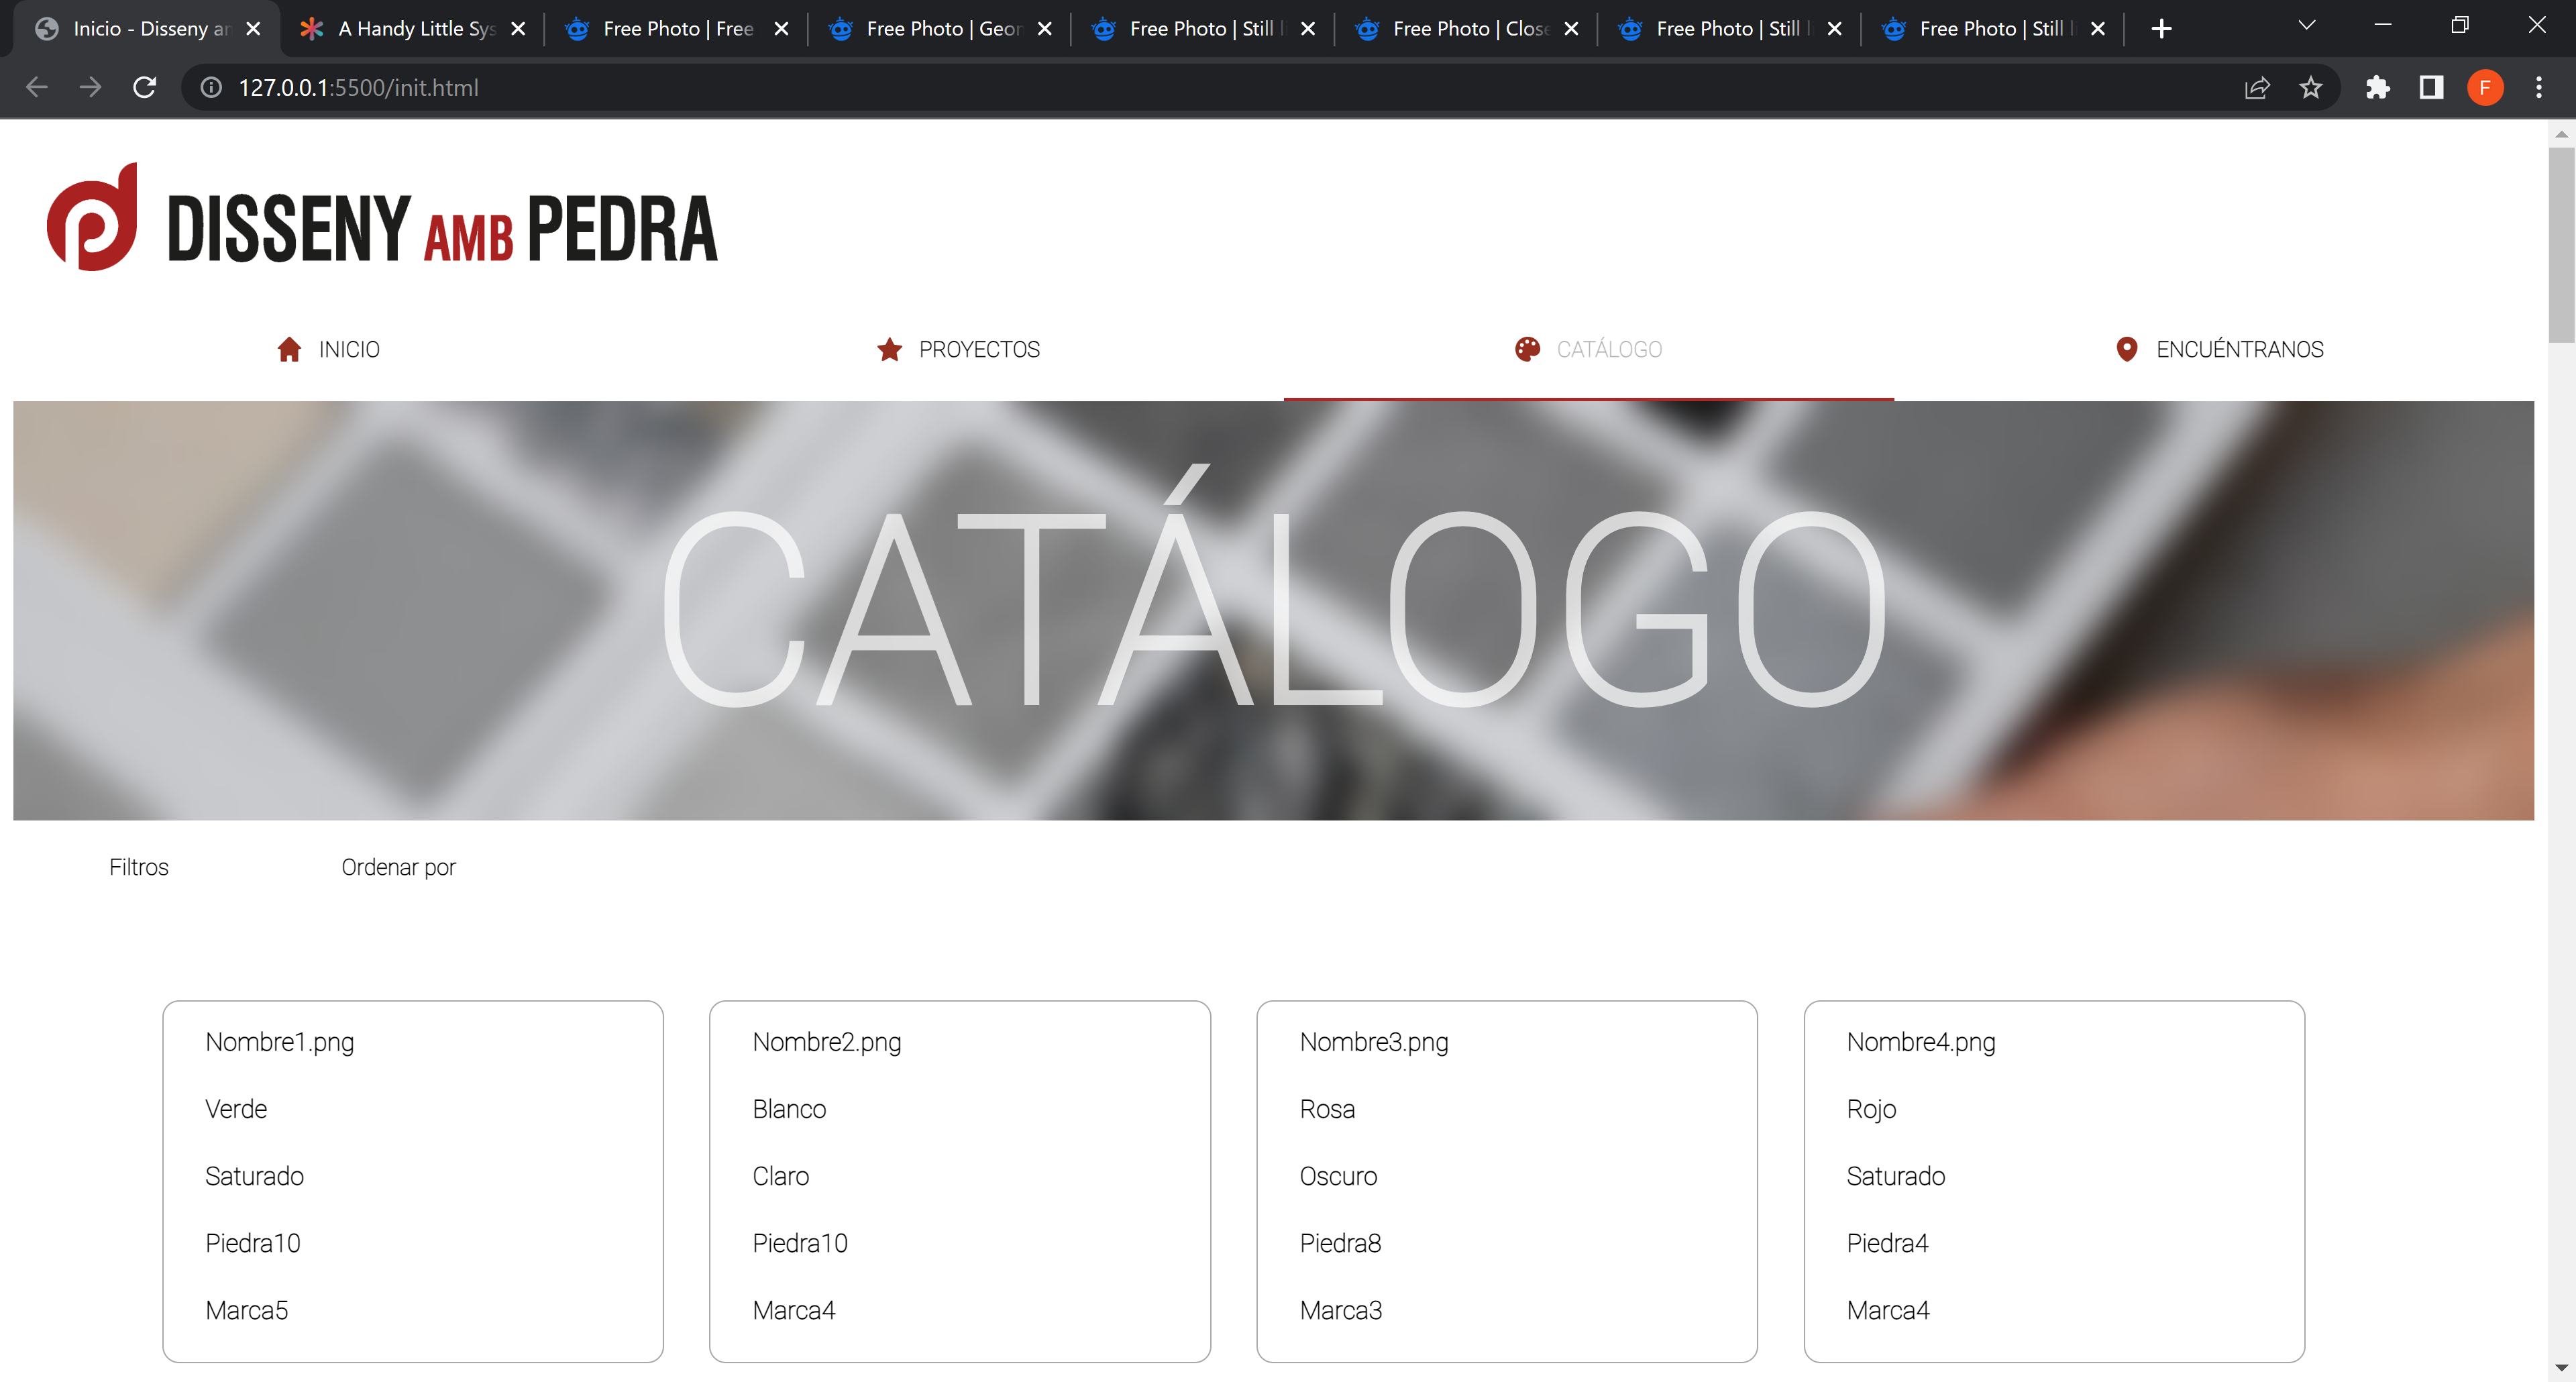 Inicio - Disseny ar
A Handy Little Sys
Free Photo | Free
Free Photo | Geor
Free Photo | Still l
Free Photo | Close
Free Photo | Still l
Free Photo | Still l
127.0.0.1:5500/init.html
F
DISSENY AMB PEDRA
INICIO
PROYECTOS
CATÁLOGO
ENCUÉNTRANOS
CATÁLOGO
Filtros
Ordenar por
Nombre1.png
Verde
Saturado
Piedra10
Marca5
Nombre2.png
Blanco
Claro
Piedra10
Marca4
Nombre3.png
Rosa
Oscuro
Piedra8
Marca3
Nombre4.png
Rojo
Saturado
Piedra4
Marca4